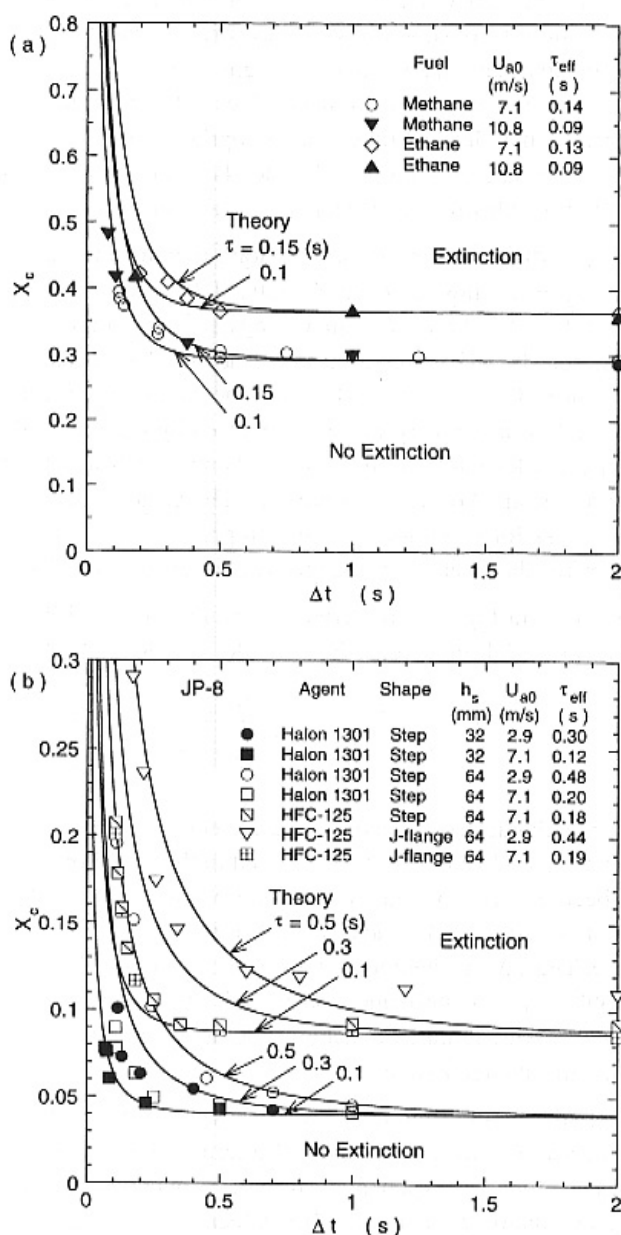 (a)
0.8
0.7
0.6
0.5
0.4
0.3
0.2
0.1
0
Xc
Fuel Ua0 τeff
(m/s) (s)
Methane 7.1 0.14
Methane 10.8 0.09
Ethane 7.1 0.13
Ethane 10.8 0.09
Theory
τ = 0.15 (s)
0.1
Extinction
0.15
0.1
No Extinction
0 0.5 1 1.5 2
Δt (s)
(b)
0.3
0.25
0.2
0.15
0.1
0.05
0
Xc
JP-8 Agent Shape hs Ua0 τeff
(mm) (m/s) (s)
Halon 1301 Step 32 2.9 0.30
Halon 1301 Step 32 7.1 0.12
Halon 1301 Step 64 2.9 0.48
Halon 1301 Step 64 7.1 0.20
HFC-125 Step 64 7.1 0.18
HFC-125 J-flange 64 2.9 0.44
HFC-125 J-flange 64 7.1 0.19
Theory
τ = 0.5 (s)
0.3
0.1
Extinction
0.5
0.3
0.1
No Extinction
0 0.5 1 1.5 2
Δt (s)